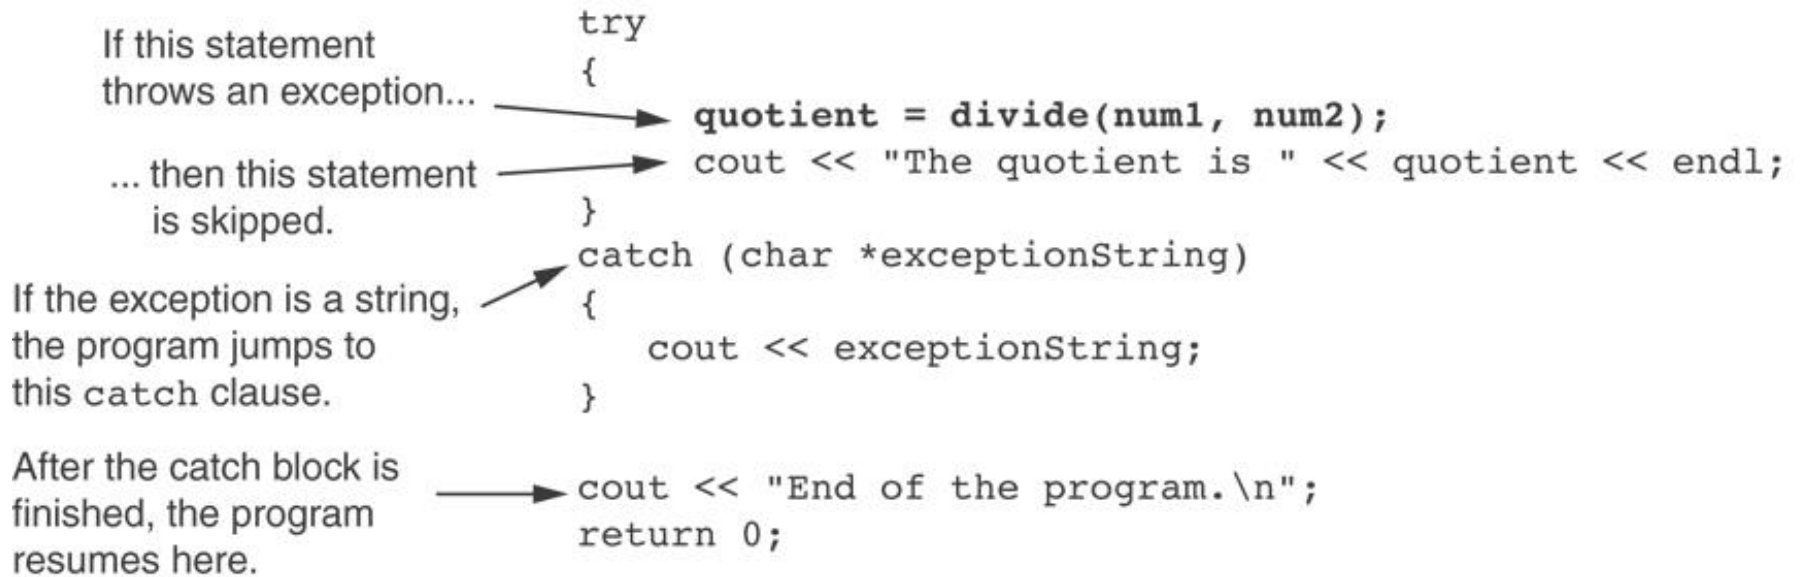 try
If this statement
throws an exception...
{
quotient = divide(num1, num2);
... then this statement
is skipped.
cout << "The quotient is " << quotient << endl;
}
catch (char *exceptionString)
If the exception is a string,
the program jumps to
this catch clause.
{
cout << exceptionString;
}
After the catch block is
finished, the program
resumes here.
cout << "End of the program.\n";
return 0;